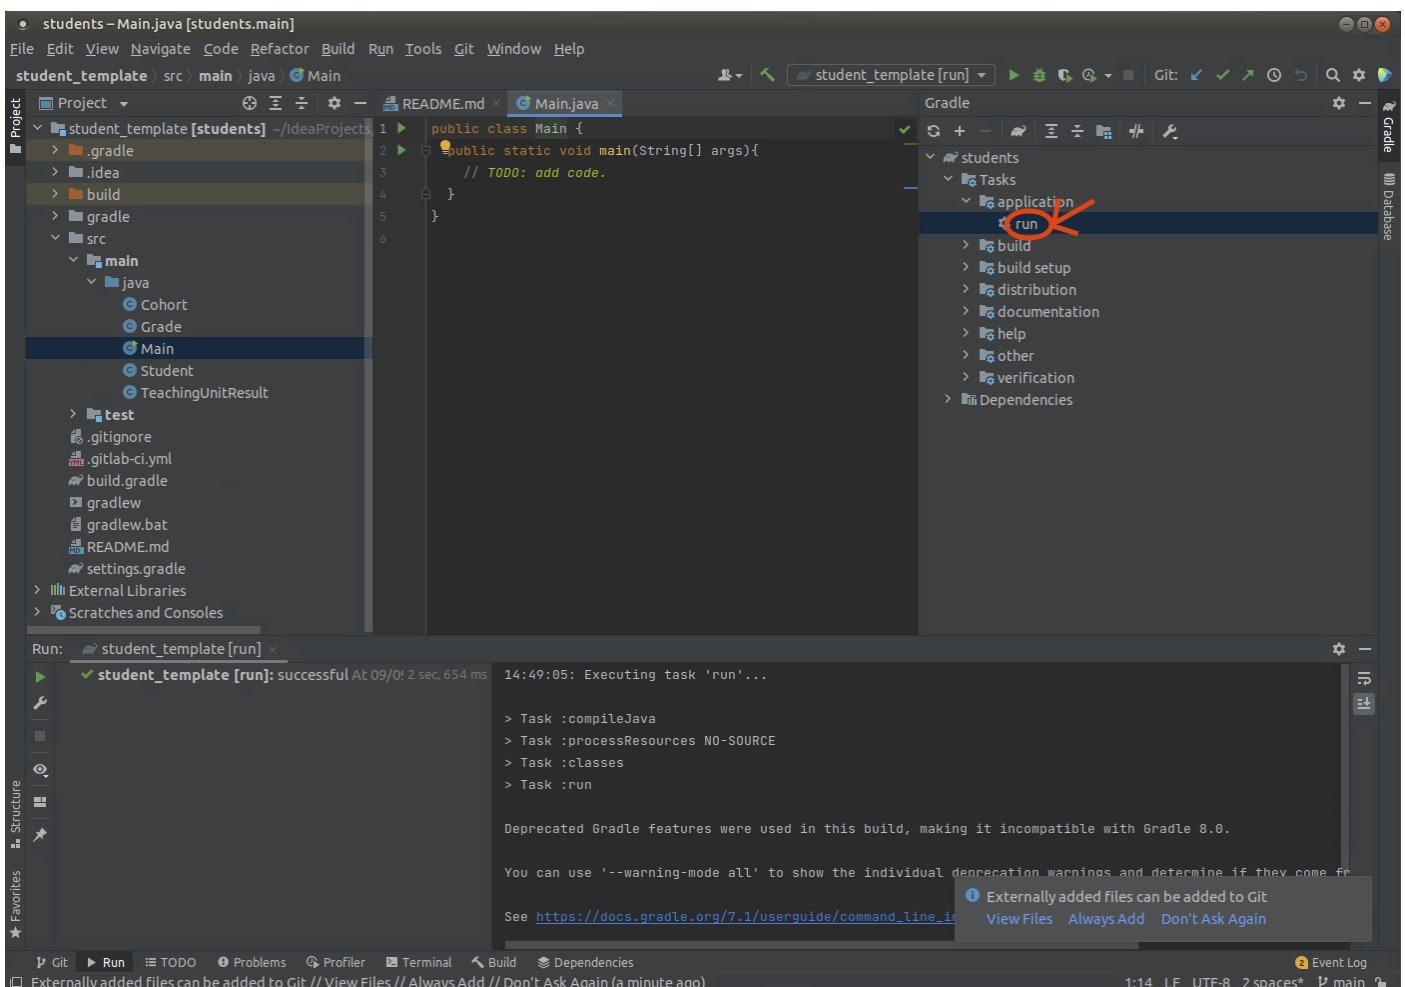 students – Main.java [students.main]
File Edit View Navigate Code Refactor Build Run Tools Git Window Help
student_template src main java Main
student_template [run]
Git:
Project
Project
README.md
Main.java
Gradle
Gradle
Database
student_template [students] ~/IdeaProjects
.gradle
.idea
build
gradle
src
main
java
Cohort
Grade
Main
Student
TeachingUnitResult
test
.gitignore
.gitlab-ci.yml
build.gradle
gradlew
gradlew.bat
README.md
settings.gradle
External Libraries
Scratches and Consoles
1 public class Main {
2 public static void main(String[] args){
3 // TODO: add code.
4 }
5 }
6
students
Tasks
application
run
build
build setup
distribution
documentation
help
other
verification
Dependencies
Run: student_template [run]
student_template [run]: successful At 09/0 2 sec, 654 ms
14:49:05: Executing task 'run'...
> Task :compileJava
> Task :processResources NO-SOURCE
> Task :classes
> Task :run
Deprecated Gradle features were used in this build, making it incompatible with Gradle 8.0.
You can use '--warning-mode all' to show the individual deprecation warnings and determine if they come fr
See https://docs.gradle.org/7.1/userguide/command_line_i
Externally added files can be added to Git
View Files Always Add Don't Ask Again
Structure
Favorites
Git Run TODO Problems Profiler Terminal Build Dependencies
2 Event Log
Externally added files can be added to Git // View Files // Always Add // Don't Ask Again (a minute ago)
1:14 LF UTF-8 2 spaces* main